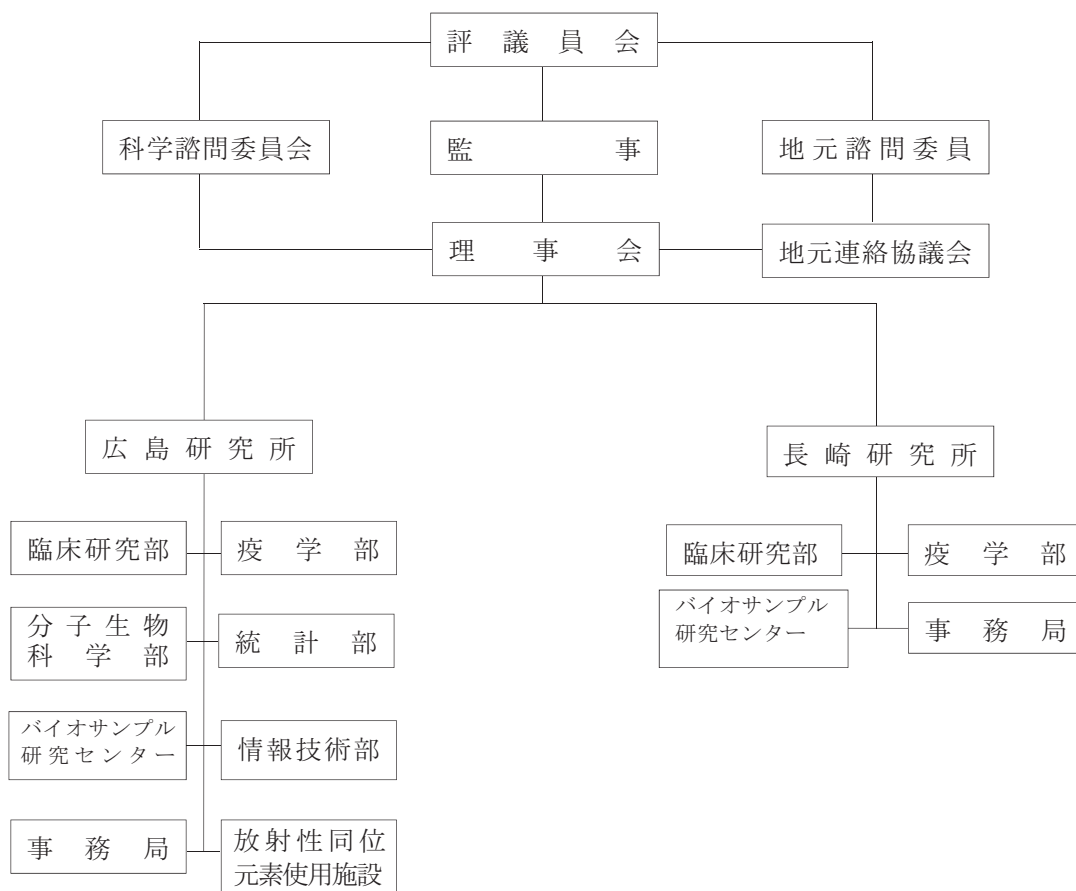 評議員会
科学諮問委員会
監事
地元諮問委員
理事会
地元連絡協議会
広島研究所
長崎研究所
臨床研究部
疫学部
臨床研究部
疫学部
分子生物
科学部
統計部
バイオサンプル
研究センター
事務局
バイオサンプル
研究センター
情報技術部
事務局
放射性同位
元素使用施設